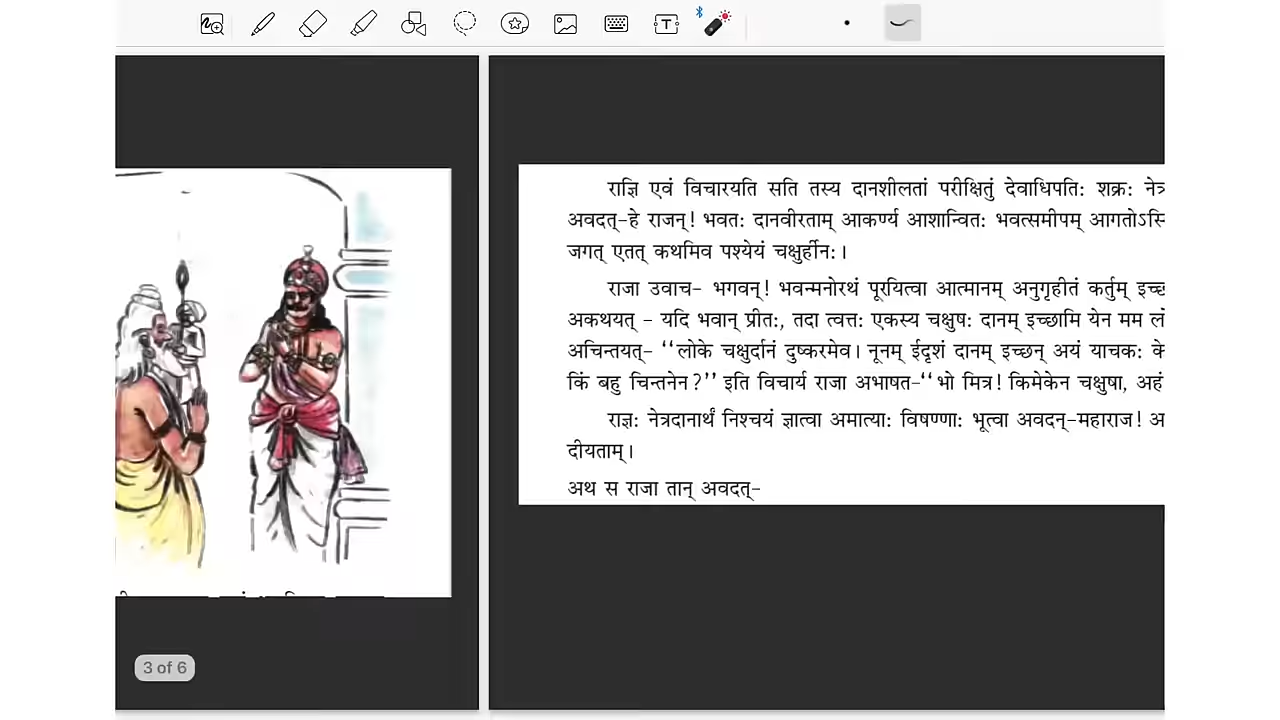 राज्ञि एवं विचारयति सति तस्य दानशीलतां परीक्षितुं देवाधिपतिः शक्रः
अवदत्-हे राजन्! भवतः दानवीरताम् आकर्ण्य आशान्वितः भवत्समीपम्
जगत् एतत् कथमिव पश्येयं चक्षुर्हीनः।
राजा उवाच- भगवन्! भवन्मनोरथं पूरयित्वा आत्मानम् अनुगृहीतं कर्तुम्
अकथयत् - यदि भवान् प्रीतः, तदा त्वत्तः एकस्य चक्षुषः दानम् इच्छामि येन मम
अचिन्तयत्- ‘‘लोके चक्षुर्दानं दुष्करमेव। नूनम् ईदृशं दानम् इच्छन् अयं याचकः
किं बहु चिन्तनेन?’’ इति विचार्य राजा अभाषत-‘‘भो मित्र! किमेकेन चक्षुषा, अहं
राज्ञः नेत्रदानार्थं निश्चयं ज्ञात्वा अमात्याः विषण्णाः भूत्वा अवदन्-महाराज!
दीयताम्।
अथ स राजा तान् अवदत्-
3 of 6